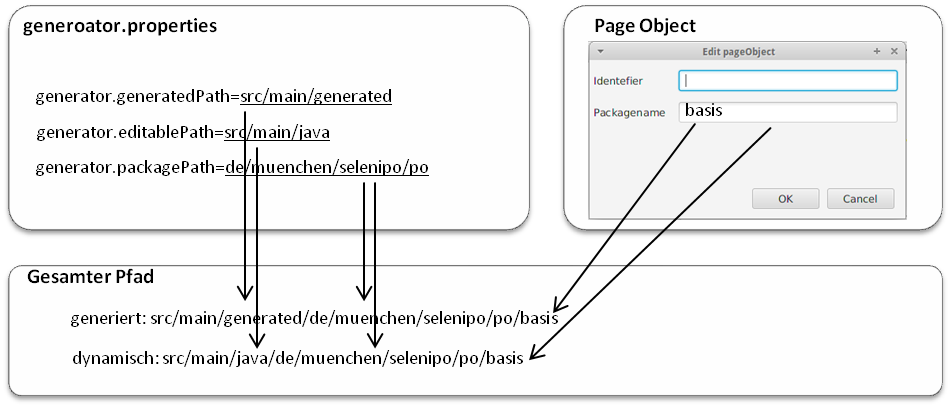 generoator.properties
generator.generatedPath=src/main/generated
generator.editablePath=src/main/java
generator.packagePath=de/muenchen/selenipo/po
Page Object
Edit pageObject
Identefier
Packagename basis
OK Cancel
Gesamter Pfad
generiert: src/main/generated/de/muenchen/selenipo/po/basis
dynamisch: src/main/java/de/muenchen/selenipo/po/basis